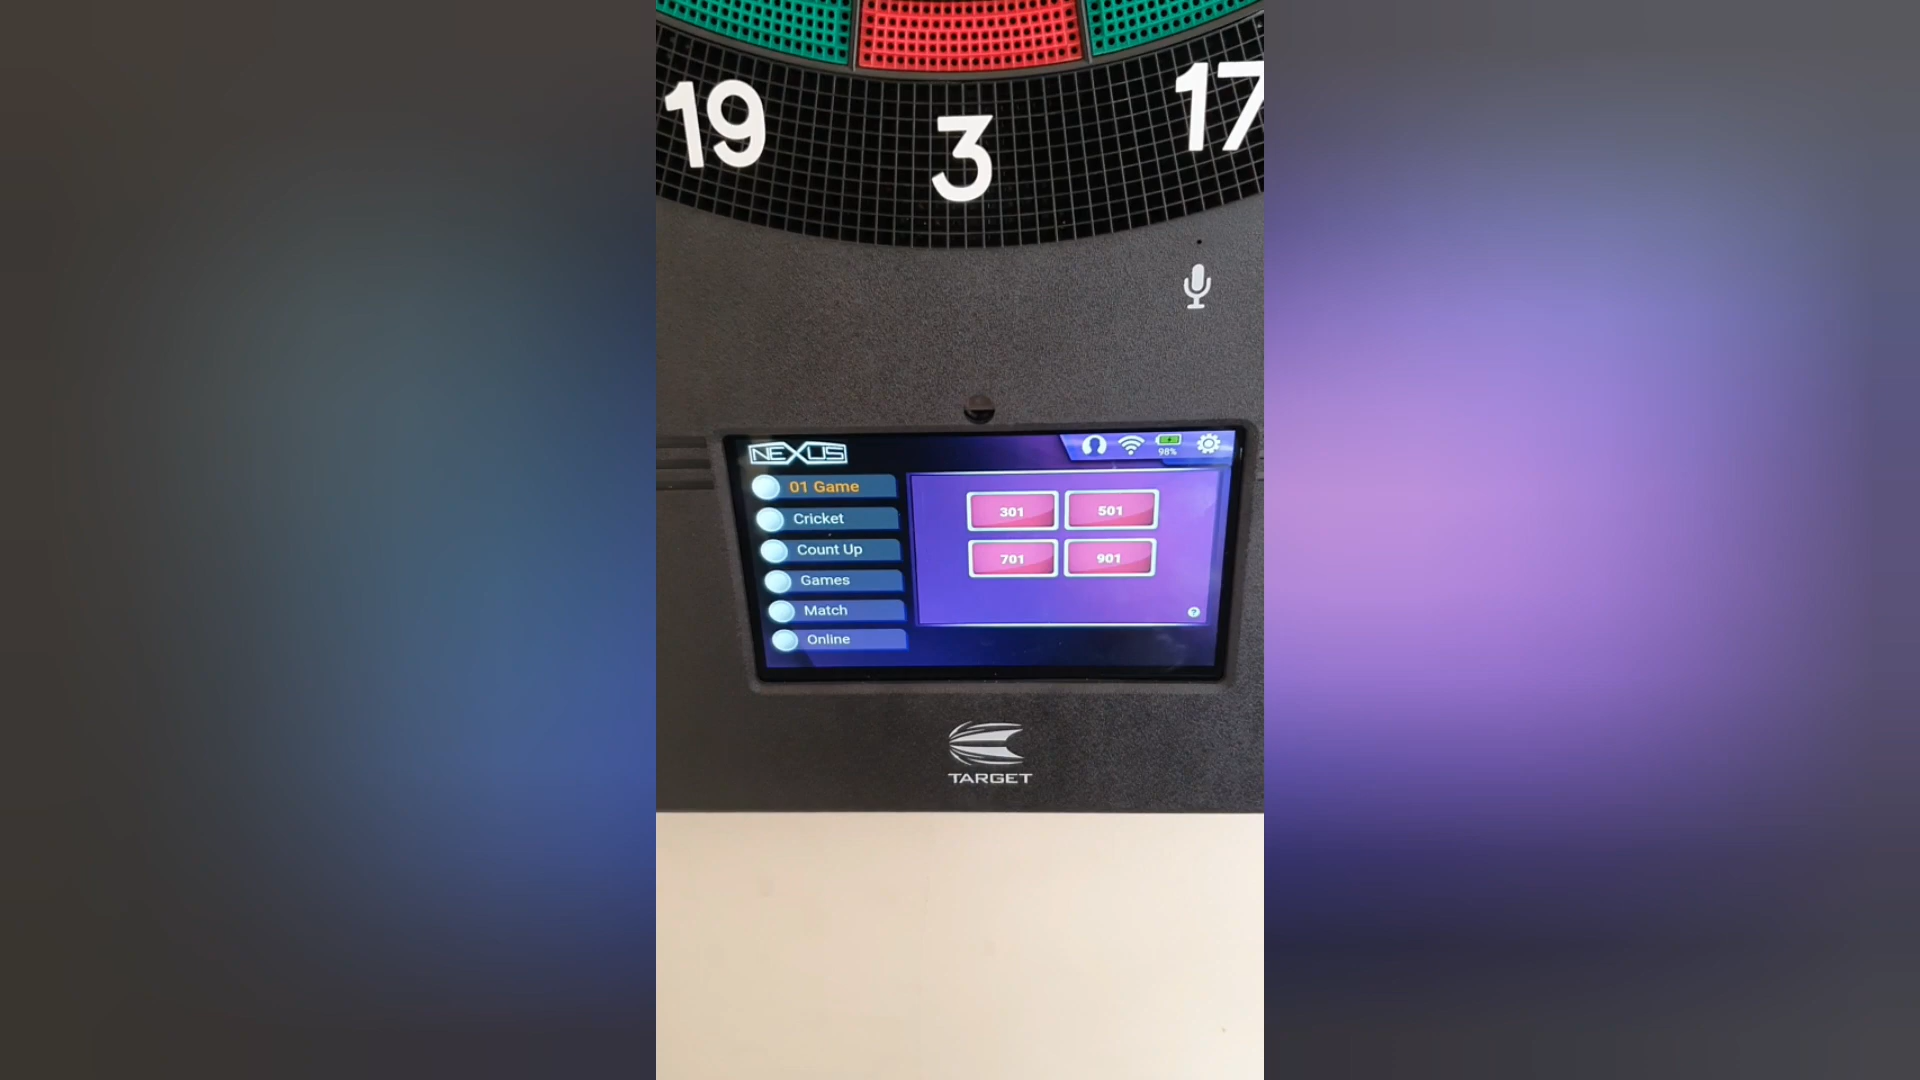 19
3
17
NEXUS
98%
01 Game
Cricket
Count Up
Games
Match
Online
301
501
701
901
?
TARGET